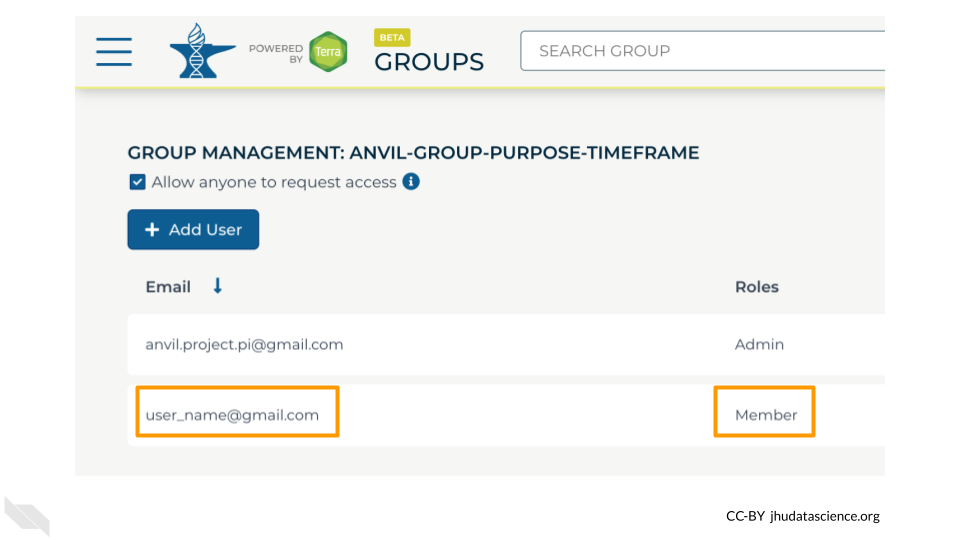 POWERED
BY
Terra
BETA
GROUPS
SEARCH GROUP
GROUP MANAGEMENT: ANVIL-GROUP-PURPOSE-TIMEFRAME
Allow anyone to request access
+ Add User
Email Roles
anvil.project.pi@gmail.com Admin
user_name@gmail.com Member
CC-BY jhudatascience.org